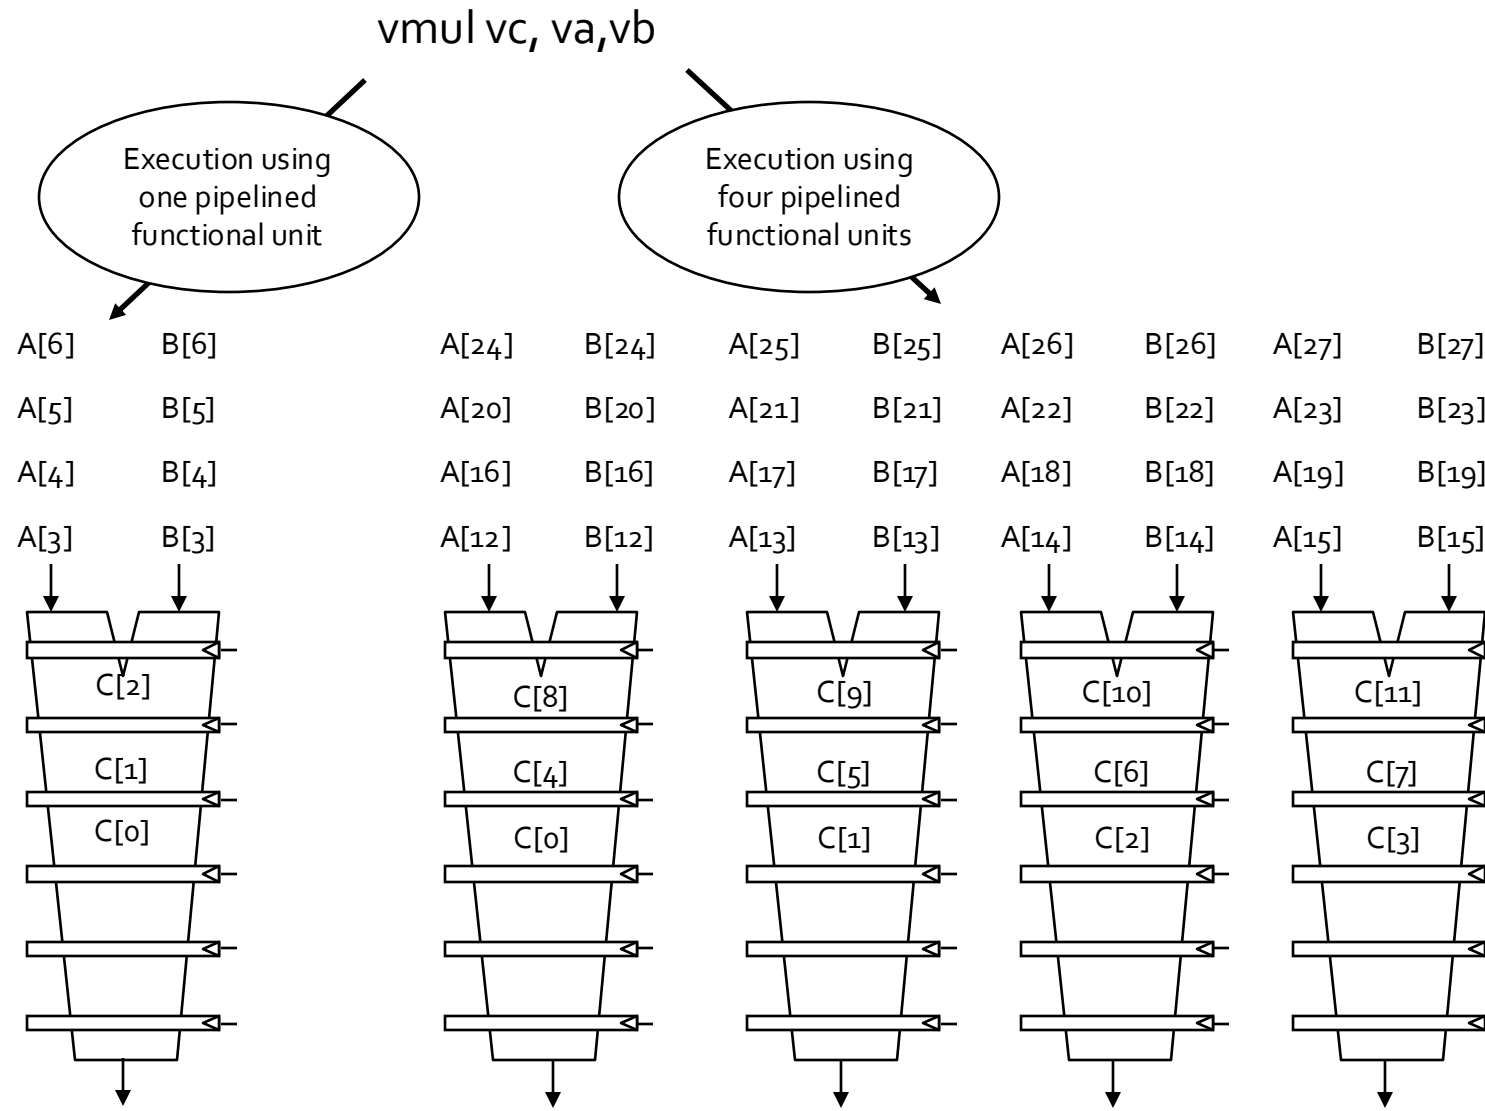 vmul vc, va,vb
Execution using
one pipelined
functional unit
Execution using
four pipelined
functional units
A[6] B[6] A[24] B[24] A[25] B[25] A[26] B[26] A[27] B[27]
A[5] B[5] A[20] B[20] A[21] B[21] A[22] B[22] A[23] B[23]
A[4] B[4] A[16] B[16] A[17] B[17] A[18] B[18] A[19] B[19]
A[3] B[3] A[12] B[12] A[13] B[13] A[14] B[14] A[15] B[15]
C[2] C[8] C[9] C[10] C[11]
C[1] C[4] C[5] C[6] C[7]
C[0] C[0] C[1] C[2] C[3]